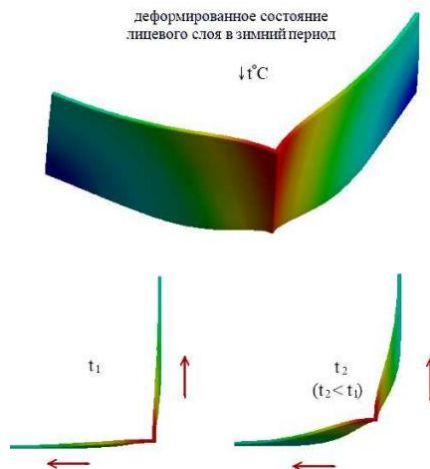 деформированное состояние
лицевого слоя в зимний период
↓t°C
t₁
t₂
(t₂< t₁)